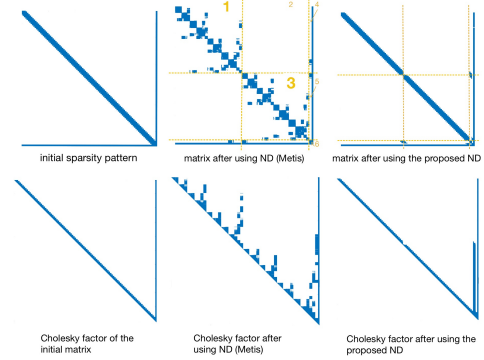 1
2
4
3
5
6
initial sparsity pattern
matrix after using ND (Metis)
matrix after using the proposed ND
Cholesky factor of the
initial matrix
Cholesky factor after
using ND (Metis)
Cholesky factor after using the
proposed ND